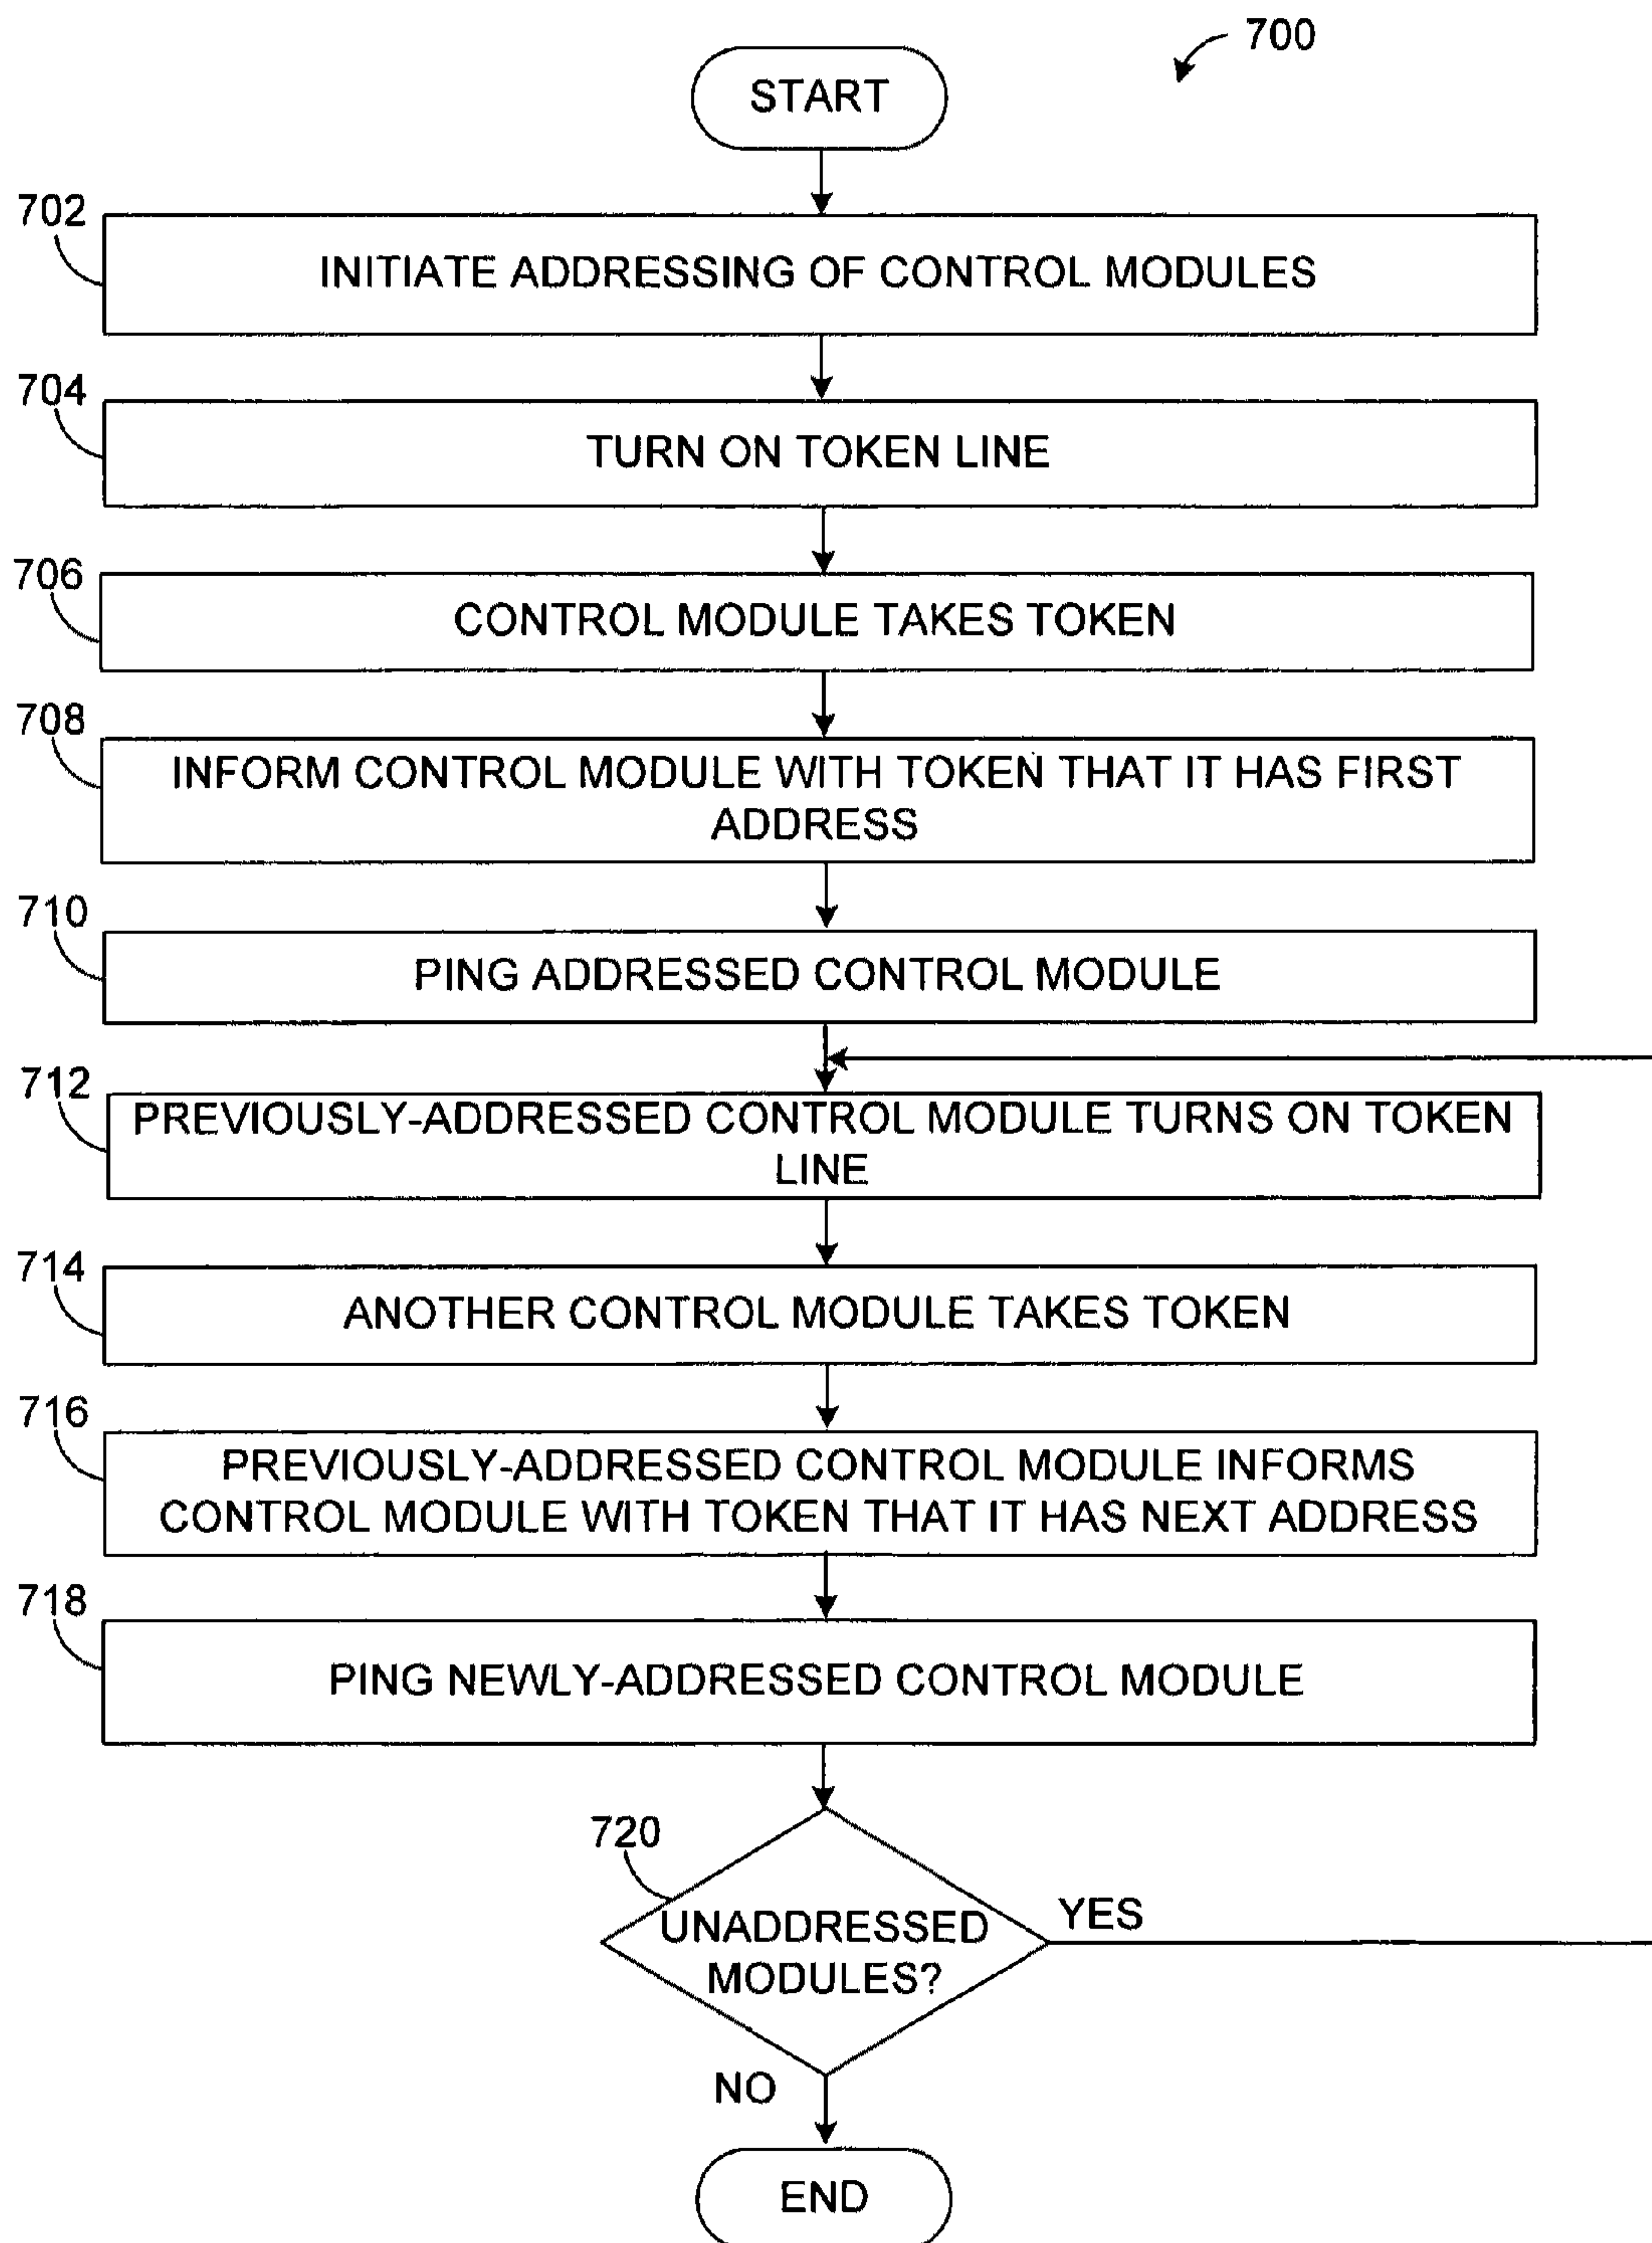 700
START
702
INITIATE ADDRESSING OF CONTROL MODULES
704
TURN ON TOKEN LINE
706
CONTROL MODULE TAKES TOKEN
708
INFORM CONTROL MODULE WITH TOKEN THAT IT HAS FIRST
ADDRESS
710
PING ADDRESSED CONTROL MODULE
712
PREVIOUSLY-ADDRESSED CONTROL MODULE TURNS ON TOKEN
LINE
714
ANOTHER CONTROL MODULE TAKES TOKEN
716
PREVIOUSLY-ADDRESSED CONTROL MODULE INFORMS
CONTROL MODULE WITH TOKEN THAT IT HAS NEXT ADDRESS
718
PING NEWLY-ADDRESSED CONTROL MODULE
720
UNADDRESSED
MODULES?
YES
NO
END